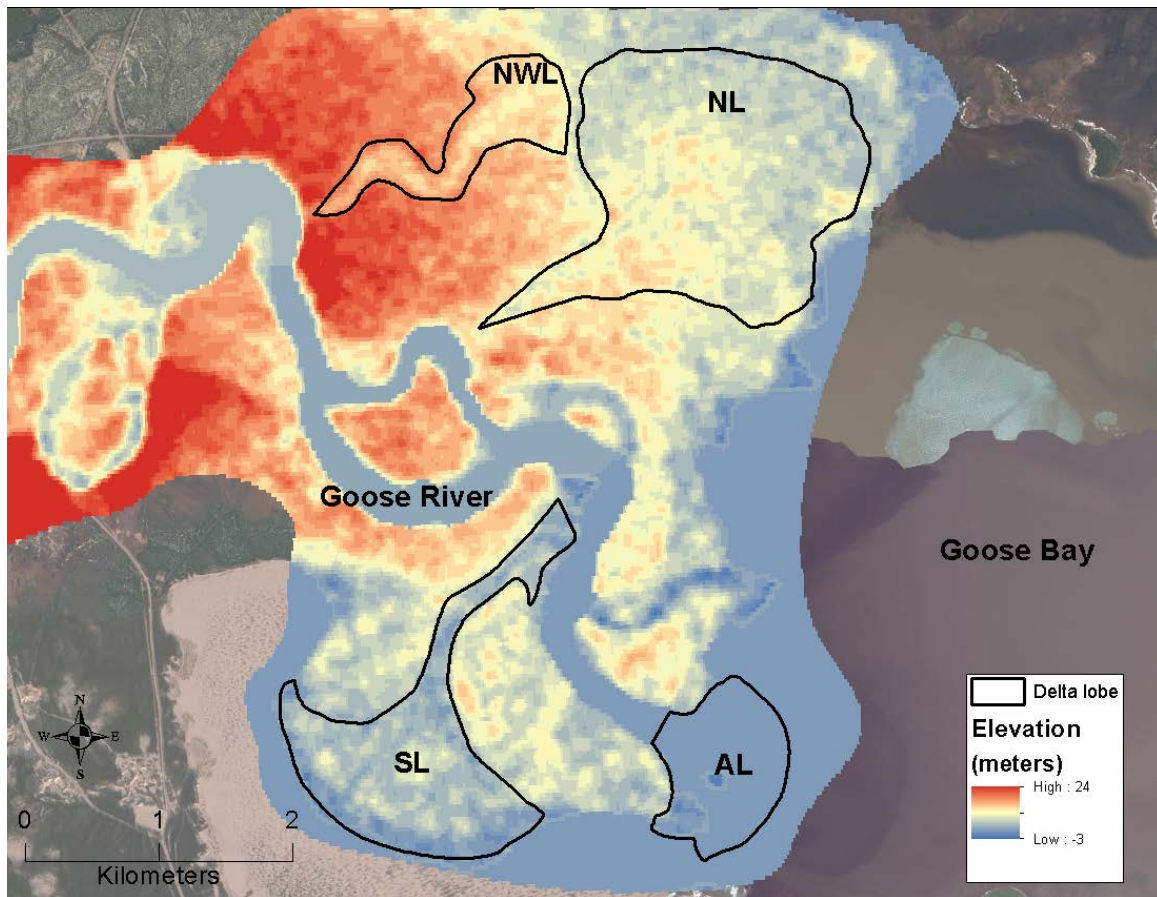 NWL
NL
Goose River
Goose Bay
SL
AL
N
W E
S
0 1 2
Kilometers
Delta lobe
Elevation
(meters)
High : 24
Low : -3